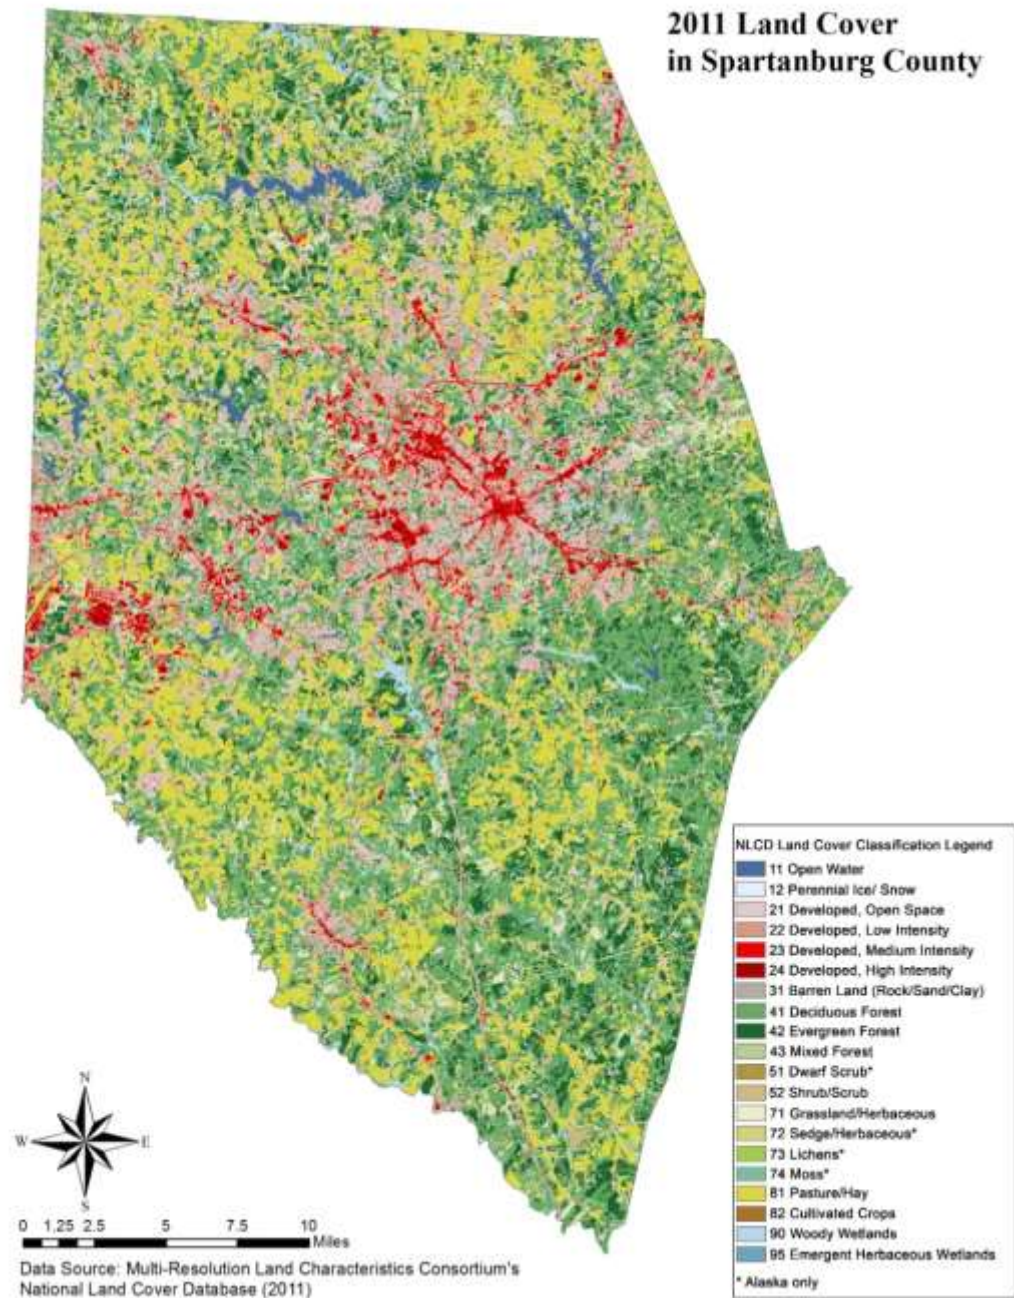 2011 Land Cover
in Spartanburg County
NLCD Land Cover Classification Legend
11 Open Water
12 Perennial Ice/ Snow
21 Developed, Open Space
22 Developed, Low Intensity
23 Developed, Medium Intensity
24 Developed, High Intensity
31 Barren Land (Rock/Sand/Clay)
41 Deciduous Forest
42 Evergreen Forest
43 Mixed Forest
51 Dwarf Scrub*
52 Shrub/Scrub
71 Grassland/Herbaceous
72 Sedge/Herbaceous*
73 Lichens*
74 Moss*
81 Pasture/Hay
82 Cultivated Crops
90 Woody Wetlands
95 Emergent Herbaceous Wetlands
* Alaska only
N
W E
S
0 1.25 2.5 5 7.5 10
Miles
Data Source: Multi-Resolution Land Characteristics Consortium's
National Land Cover Database (2011)